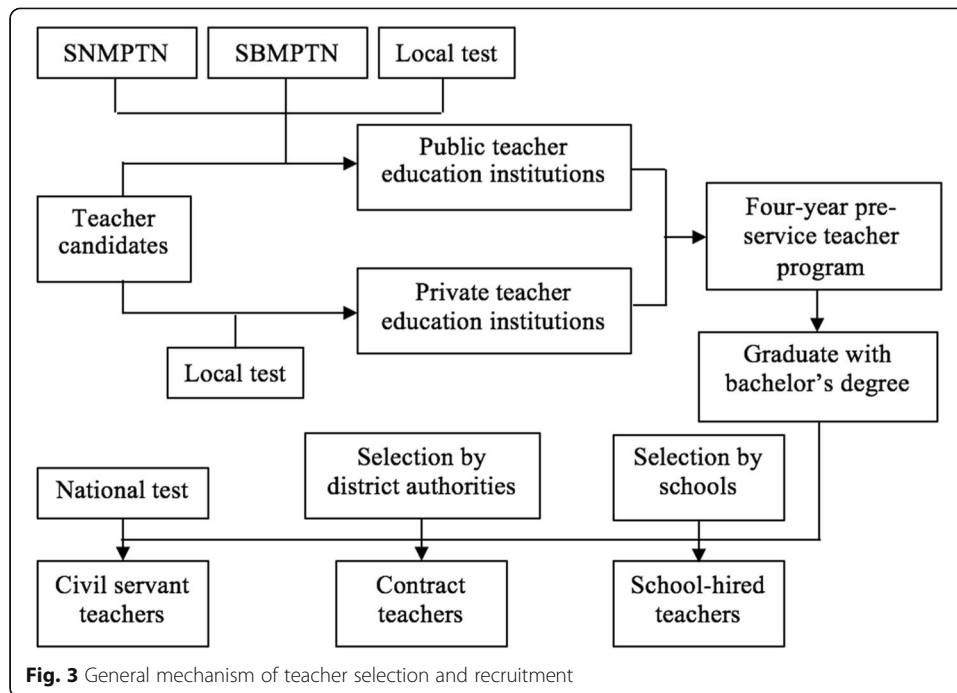 SNMPTN
SBMPTN
Local test
Public teacher
education institutions
Teacher
candidates
Four-year pre-
service teacher
program
Private teacher
education institutions
Local test
Graduate with
bachelor's degree
National test
Selection by
district authorities
Selection by
schools
Civil servant
teachers
Contract
teachers
School-hired
teachers
Fig. 3 General mechanism of teacher selection and recruitment